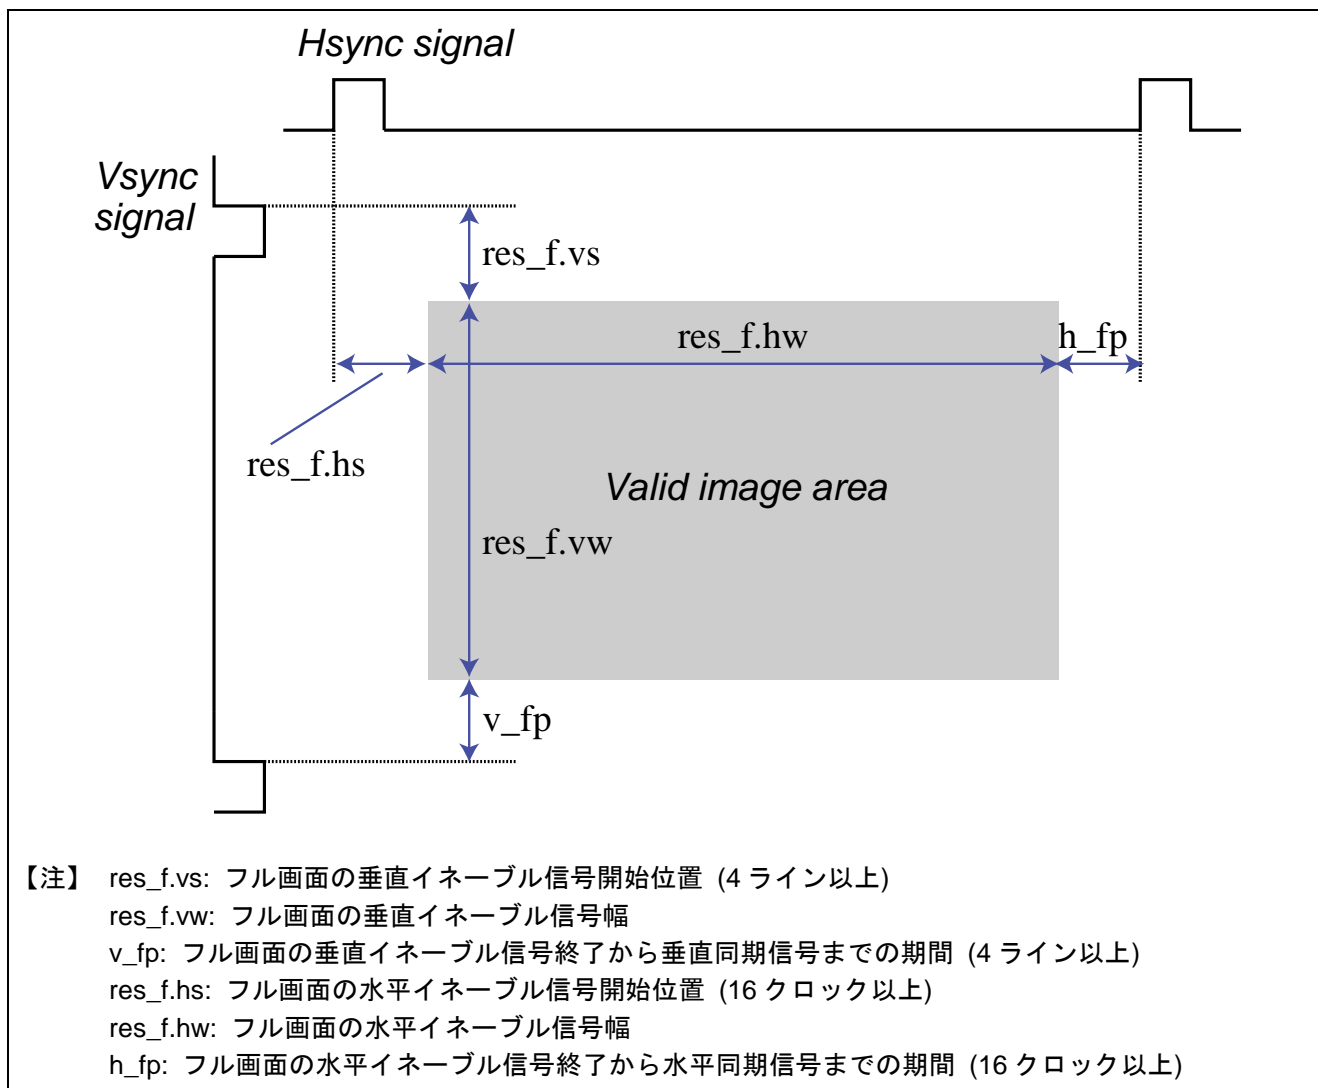 Hsync signal
Vsync
signal
res_f.vs
res_f.hw
h_fp
res_f.hs
Valid image area
res_f.vw
v_fp
【注】 res_f.vs: フル画面の垂直イネーブル信号開始位置 (4 ライン以上)
res_f.vw: フル画面の垂直イネーブル信号幅
v_fp: フル画面の垂直イネーブル信号終了から垂直同期信号までの期間 (4 ライン以上)
res_f.hs: フル画面の水平イネーブル信号開始位置 (16 クロック以上)
res_f.hw: フル画面の水平イネーブル信号幅
h_fp: フル画面の水平イネーブル信号終了から水平同期信号までの期間 (16 クロック以上)